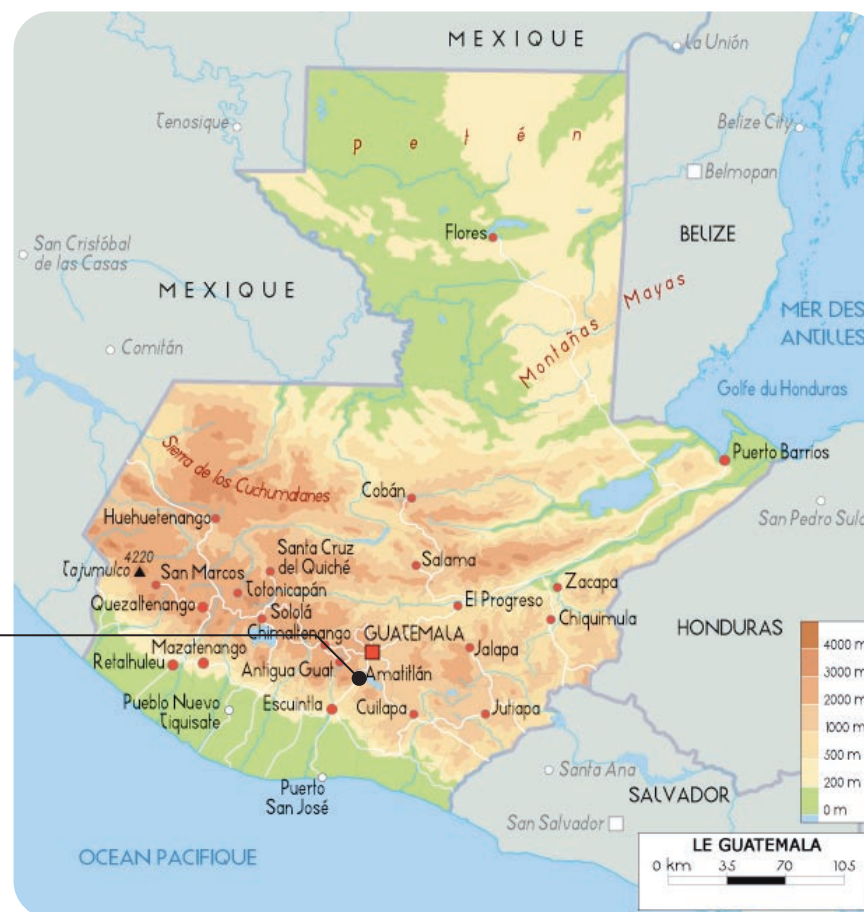 MEXIQUE
La Unión
Tenosique
petén
Belize City
Belmopan
Flores
BELIZE
San Cristóbal
de las Casas
MEXIQUE
Montañas Mayas
MER DES
ANTILLES
Comitán
Golfe du Honduras
Sierra de los Cuchumatanes
Puerto Barrios
Cobán
Huehuetenango
San Pedro Sula
Santa Cruz
del Quiché
Salama
4220
Tajumulco
San Marcos
Totonicapán
Zacapa
Quezaltenango
El Progreso
Sololá
Chiquimula
Chimaltenango
GUATEMALA
HONDURAS
Mazatenango
Jalapa
Retalhuleu
Antigua Guat.
Amatitlán
Pueblo Nuevo
Tiquisate
Escuintla
Cuilapa
Jutiapa
4000 m
3000 m
2000 m
1000 m
500 m
200 m
0 m
Puerto
San José
Santa Ana
SALVADOR
San Salvador
OCEAN PACIFIQUE
LE GUATEMALA
0 km 35 70 105